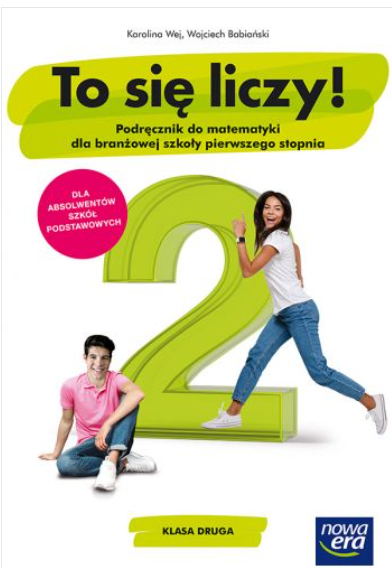 Karolina Wej, Wojciech Babiański
To się liczy!
Podręcznik do matematyki
dla branżowej szkoły pierwszego stopnia
DLA
ABSOLWENTÓW
SZKÓŁ
PODSTAWOWYCH
2
KLASA DRUGA
nowa
era